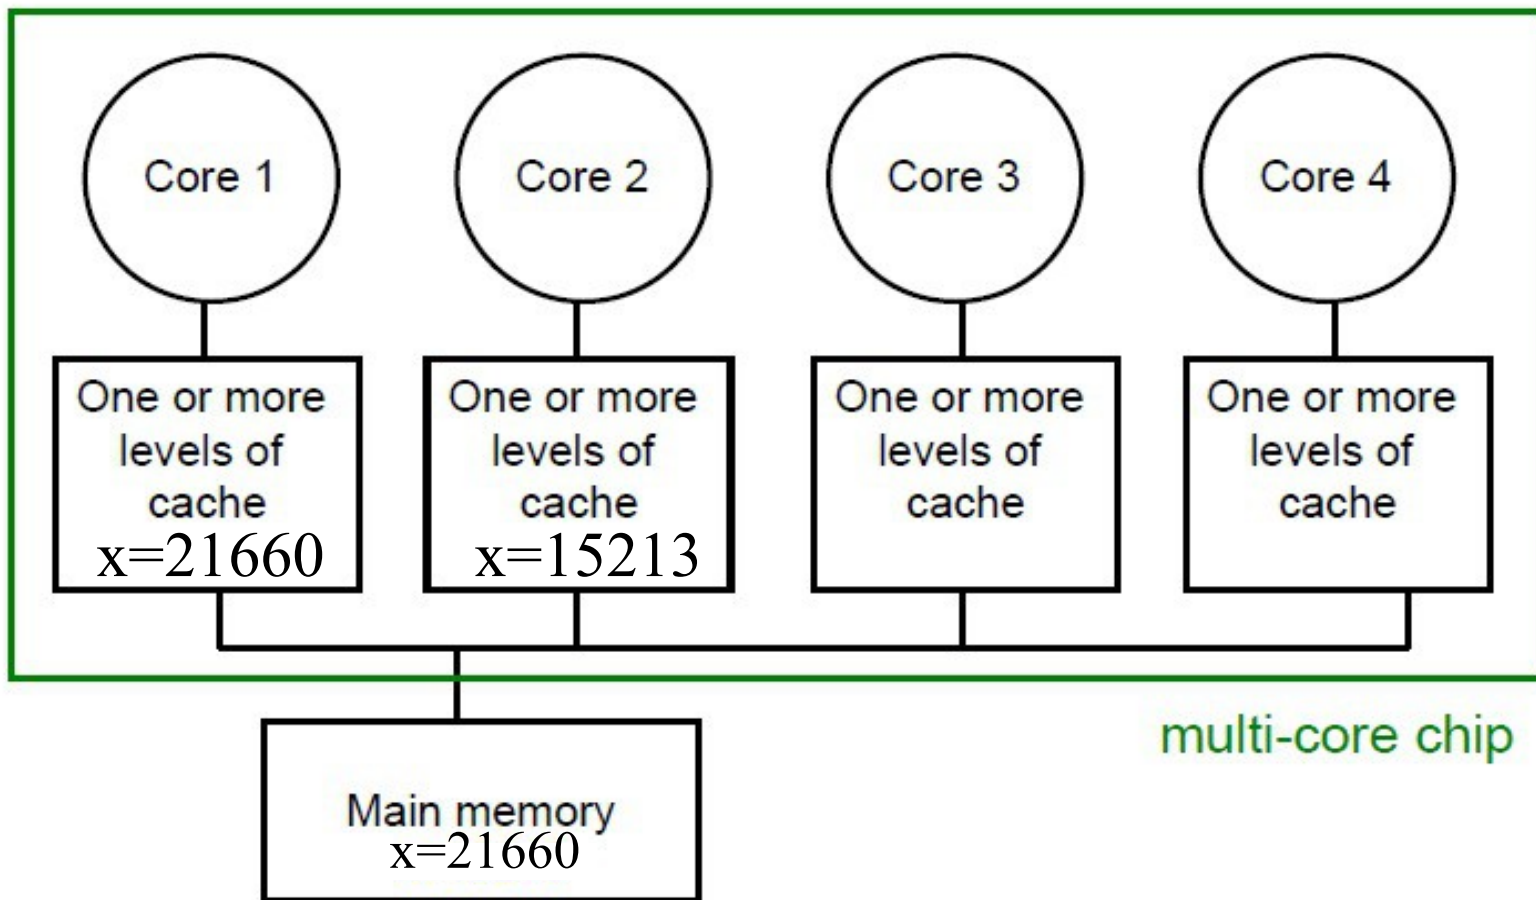 Core 1
Core 2
Core 3
Core 4
One or more
levels of
cache
x=21660
One or more
levels of
cache
x=15213
One or more
levels of
cache
One or more
levels of
cache
multi-core chip
Main memory
x=21660